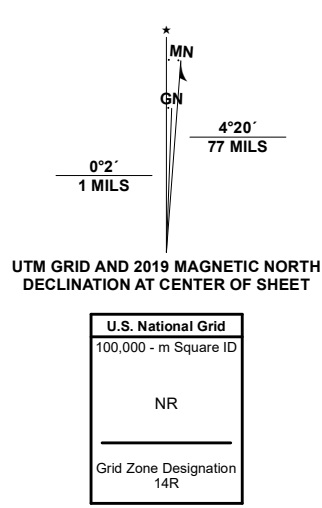 ★
MN
GN
4°20´
77 MILS
0°2´
1 MILS
UTM GRID AND 2019 MAGNETIC NORTH
DECLINATION AT CENTER OF SHEET
U.S. National Grid
100,000 - m Square ID
NR
Grid Zone Designation
14R